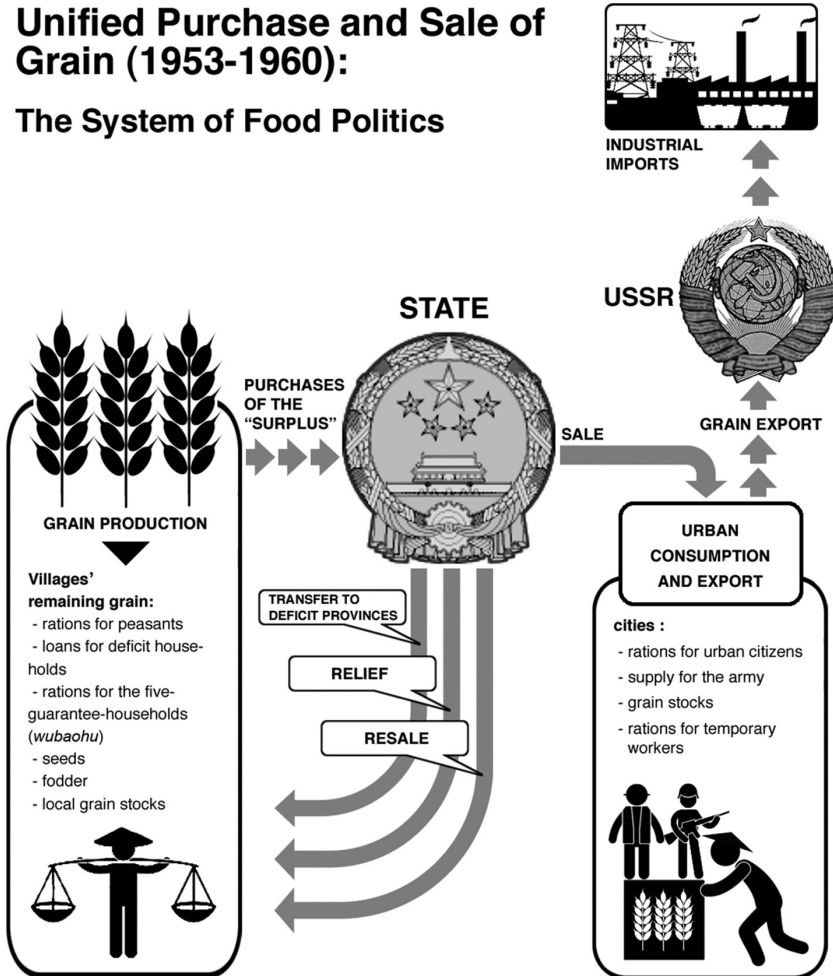 Unified Purchase and Sale of
Grain (1953-1960):
The System of Food Politics
INDUSTRIAL
IMPORTS
USSR
STATE
PURCHASES
OF THE
“SURPLUS”
SALE
GRAIN EXPORT
GRAIN PRODUCTION
Villages’
remaining grain:
- rations for peasants
- loans for deficit house-
holds
- rations for the five-
guarantee-households
(wubaohu)
- seeds
- fodder
- local grain stocks
TRANSFER TO
DEFICIT PROVINCES
RELIEF
RESALE
URBAN
CONSUMPTION
AND EXPORT
cities :
- rations for urban citizens
- supply for the army
- grain stocks
- rations for temporary
workers